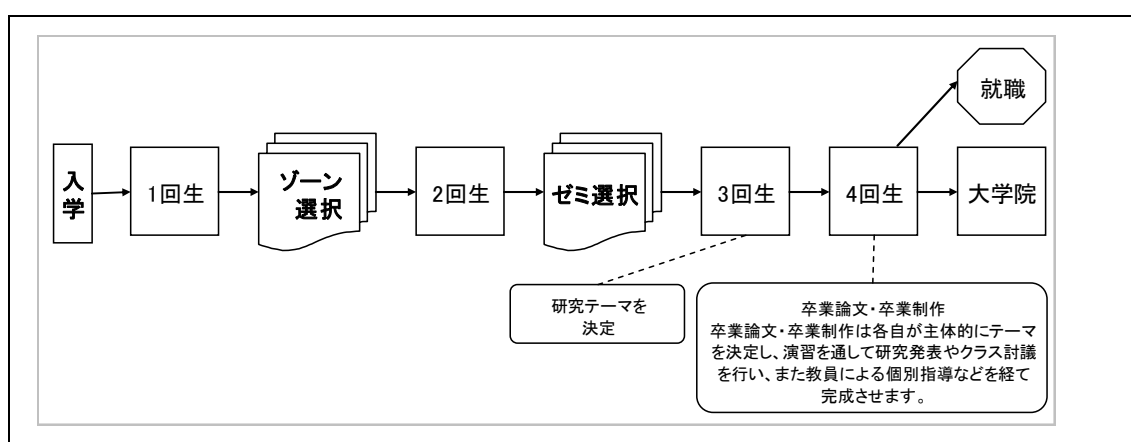 就職
入
学
1回生
ゾーン
選択
2回生
ゼミ選択
3回生
4回生
大学院
研究テーマを
決定
卒業論文・卒業制作
卒業論文・卒業制作は各自が主体的にテーマ
を決定し、演習を通して研究発表やクラス討議
を行い、また教員による個別指導などを経て
完成させます。